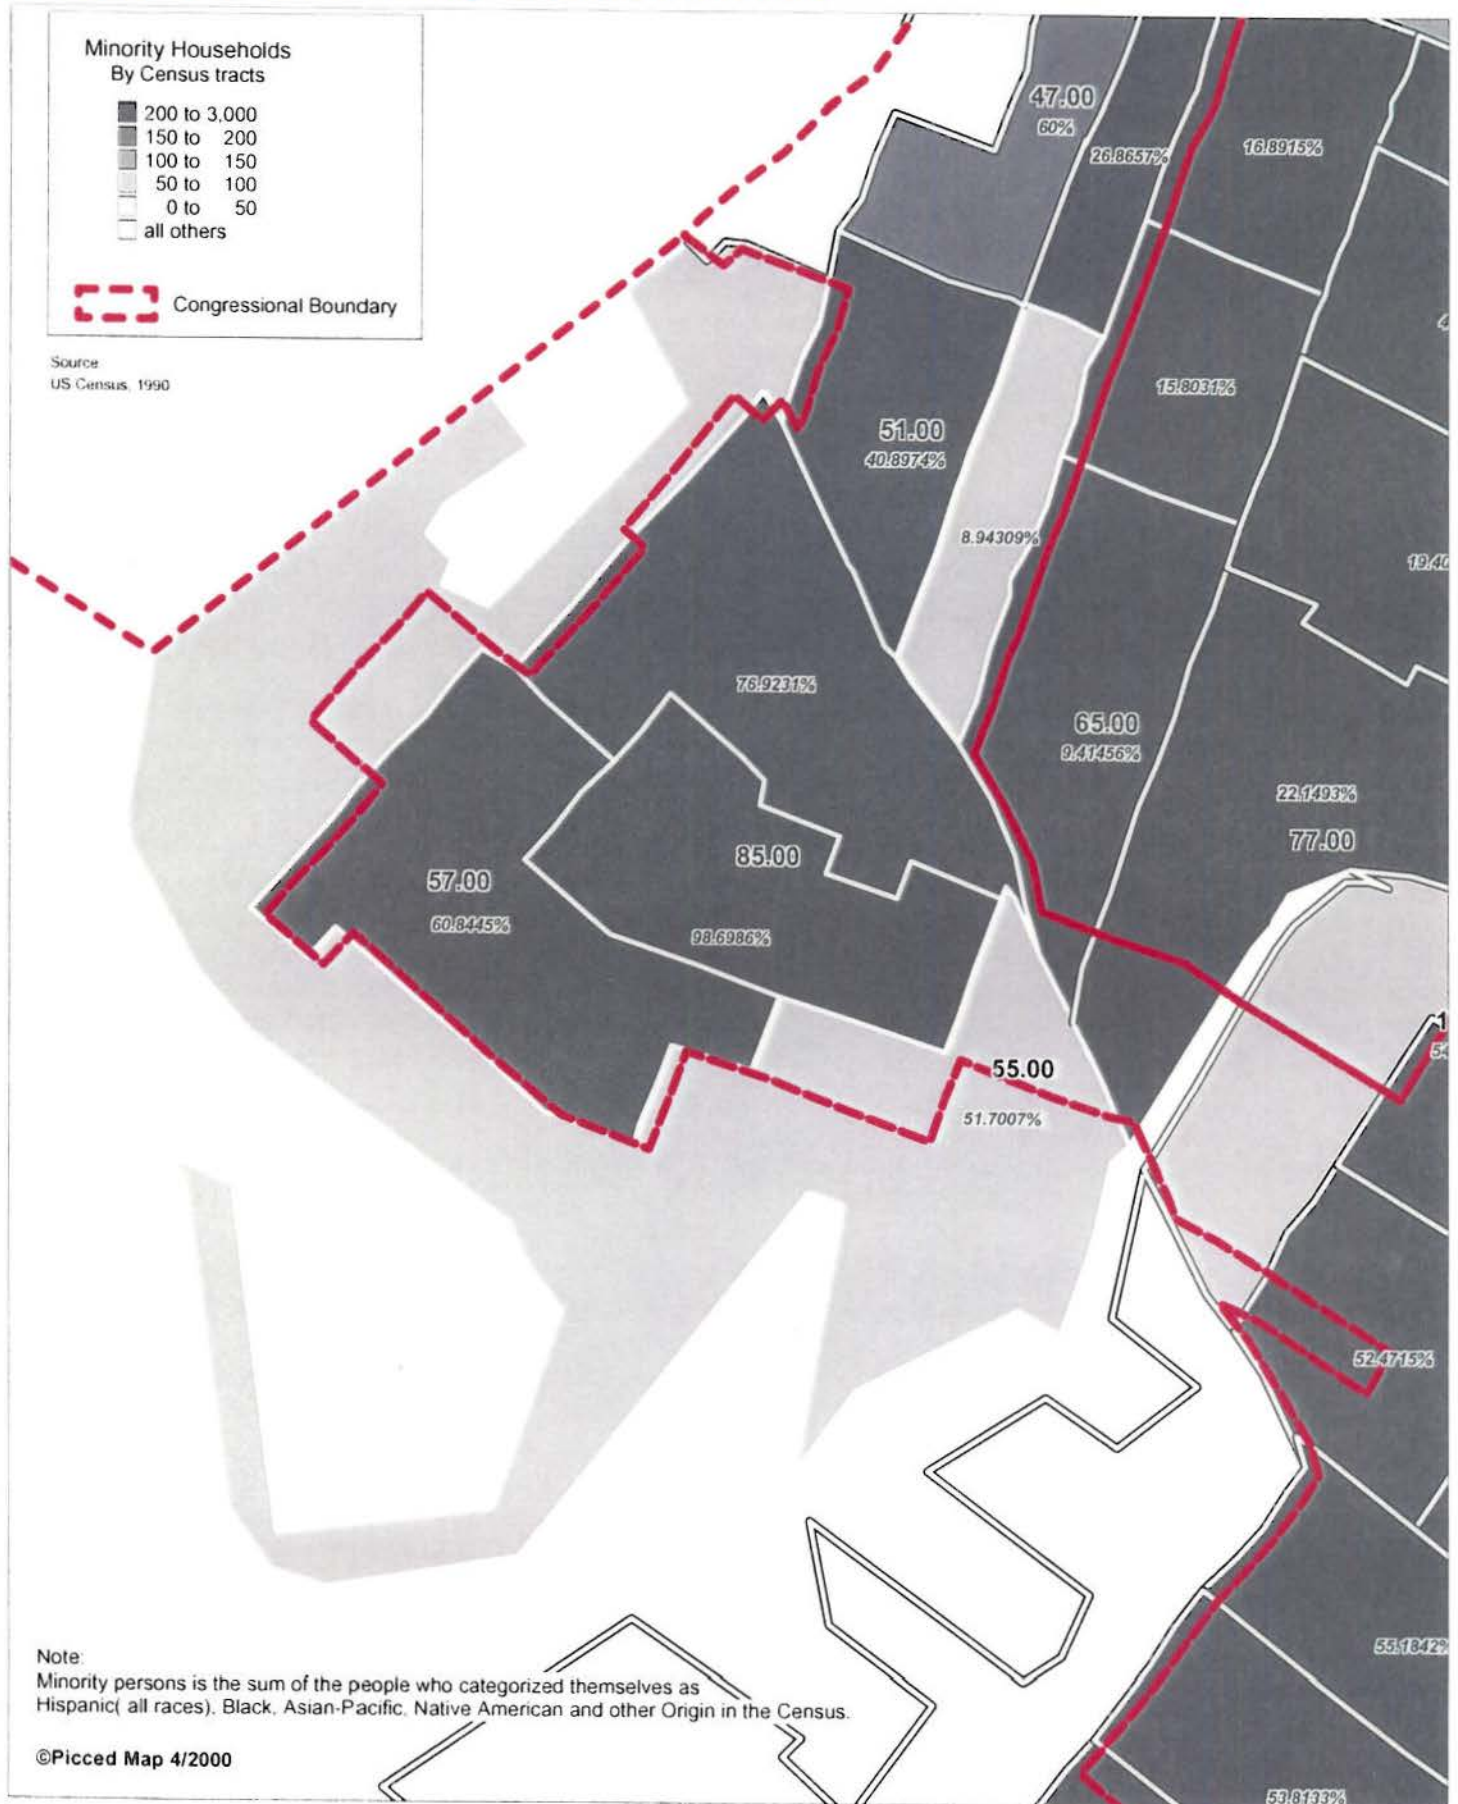 Minority Households
By Census tracts
200 to 3,000
150 to 200
100 to 150
50 to 100
0 to 50
all others
Congressional Boundary
Source
US Census, 1990
47.00
60%
26.8657%
16.8915%
15.8031%
51.00
40.8974%
8.94309%
19.40
76.9231%
65.00
9.41456%
22.1493%
77.00
85.00
57.00
60.8445%
98.6986%
55.00
51.7007%
52.4715%
55.1842%
53.8133%
Note:
Minority persons is the sum of the people who categorized themselves as
Hispanic( all races), Black, Asian-Pacific, Native American and other Origin in the Census.
©Picced Map 4/2000